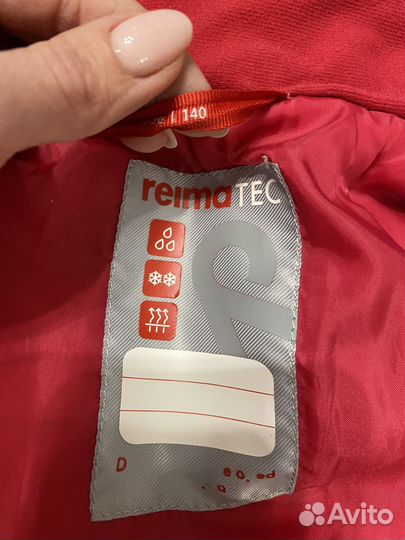 140
reimaTEC
D
Avito